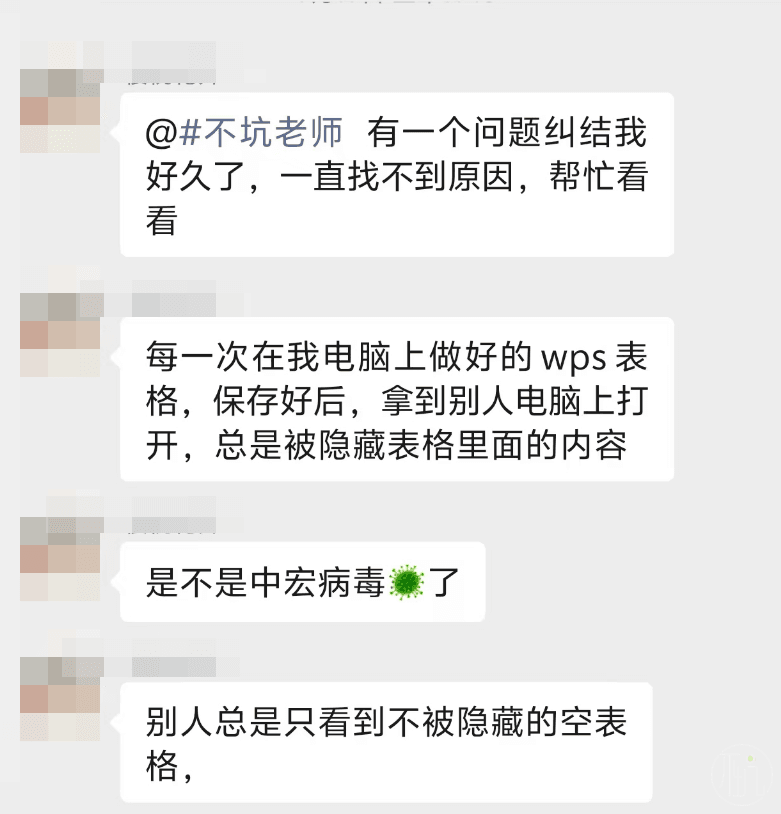 @#不坑老师 有一个问题纠结我
好久了，一直找不到原因，帮忙看
看
每一次在我电脑上做好的wps表
格，保存好后，拿到别人电脑上打
开，总是被隐藏表格里面的内容
是不是中宏病毒🦠了
别人总是只看到不被隐藏的空表
格，